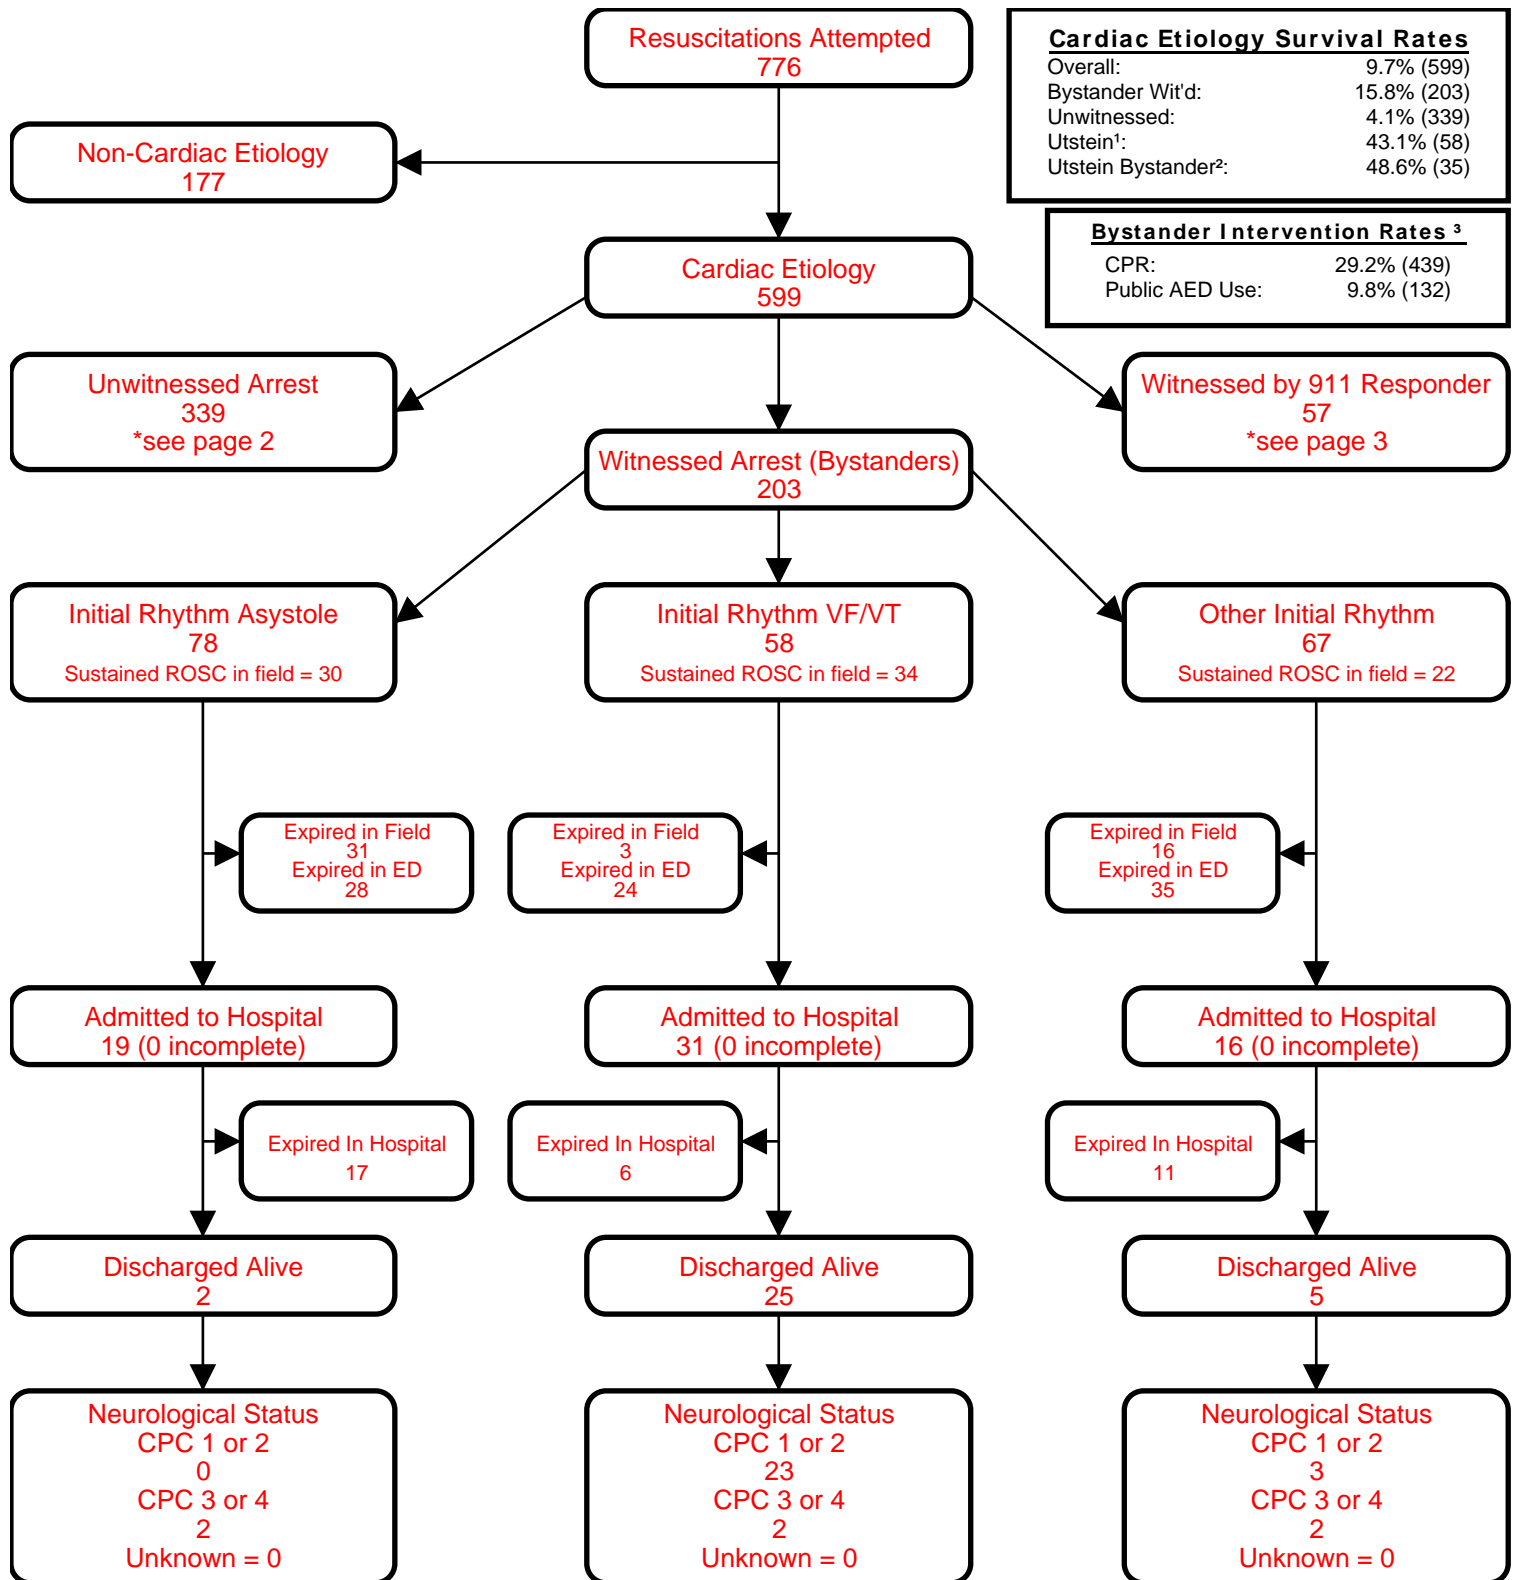 Resuscitations Attempted
776
Cardiac Etiology Survival Rates
Overall: 9.7% (599)
Bystander Wit'd: 15.8% (203)
Unwitnessed: 4.1% (339)
Utstein¹: 43.1% (58)
Utstein Bystander²: 48.6% (35)
Non-Cardiac Etiology
177
Bystander Intervention Rates ³
CPR: 29.2% (439)
Public AED Use: 9.8% (132)
Cardiac Etiology
599
Unwitnessed Arrest
339
*see page 2
Witnessed by 911 Responder
57
*see page 3
Witnessed Arrest (Bystanders)
203
Initial Rhythm Asystole
78
Sustained ROSC in field = 30
Initial Rhythm VF/VT
58
Sustained ROSC in field = 34
Other Initial Rhythm
67
Sustained ROSC in field = 22
Expired in Field
31
Expired in ED
28
Expired in Field
3
Expired in ED
24
Expired in Field
16
Expired in ED
35
Admitted to Hospital
19 (0 incomplete)
Admitted to Hospital
31 (0 incomplete)
Admitted to Hospital
16 (0 incomplete)
Expired In Hospital
17
Expired In Hospital
6
Expired In Hospital
11
Discharged Alive
2
Discharged Alive
25
Discharged Alive
5
Neurological Status
CPC 1 or 2
0
CPC 3 or 4
2
Unknown = 0
Neurological Status
CPC 1 or 2
23
CPC 3 or 4
2
Unknown = 0
Neurological Status
CPC 1 or 2
3
CPC 3 or 4
2
Unknown = 0